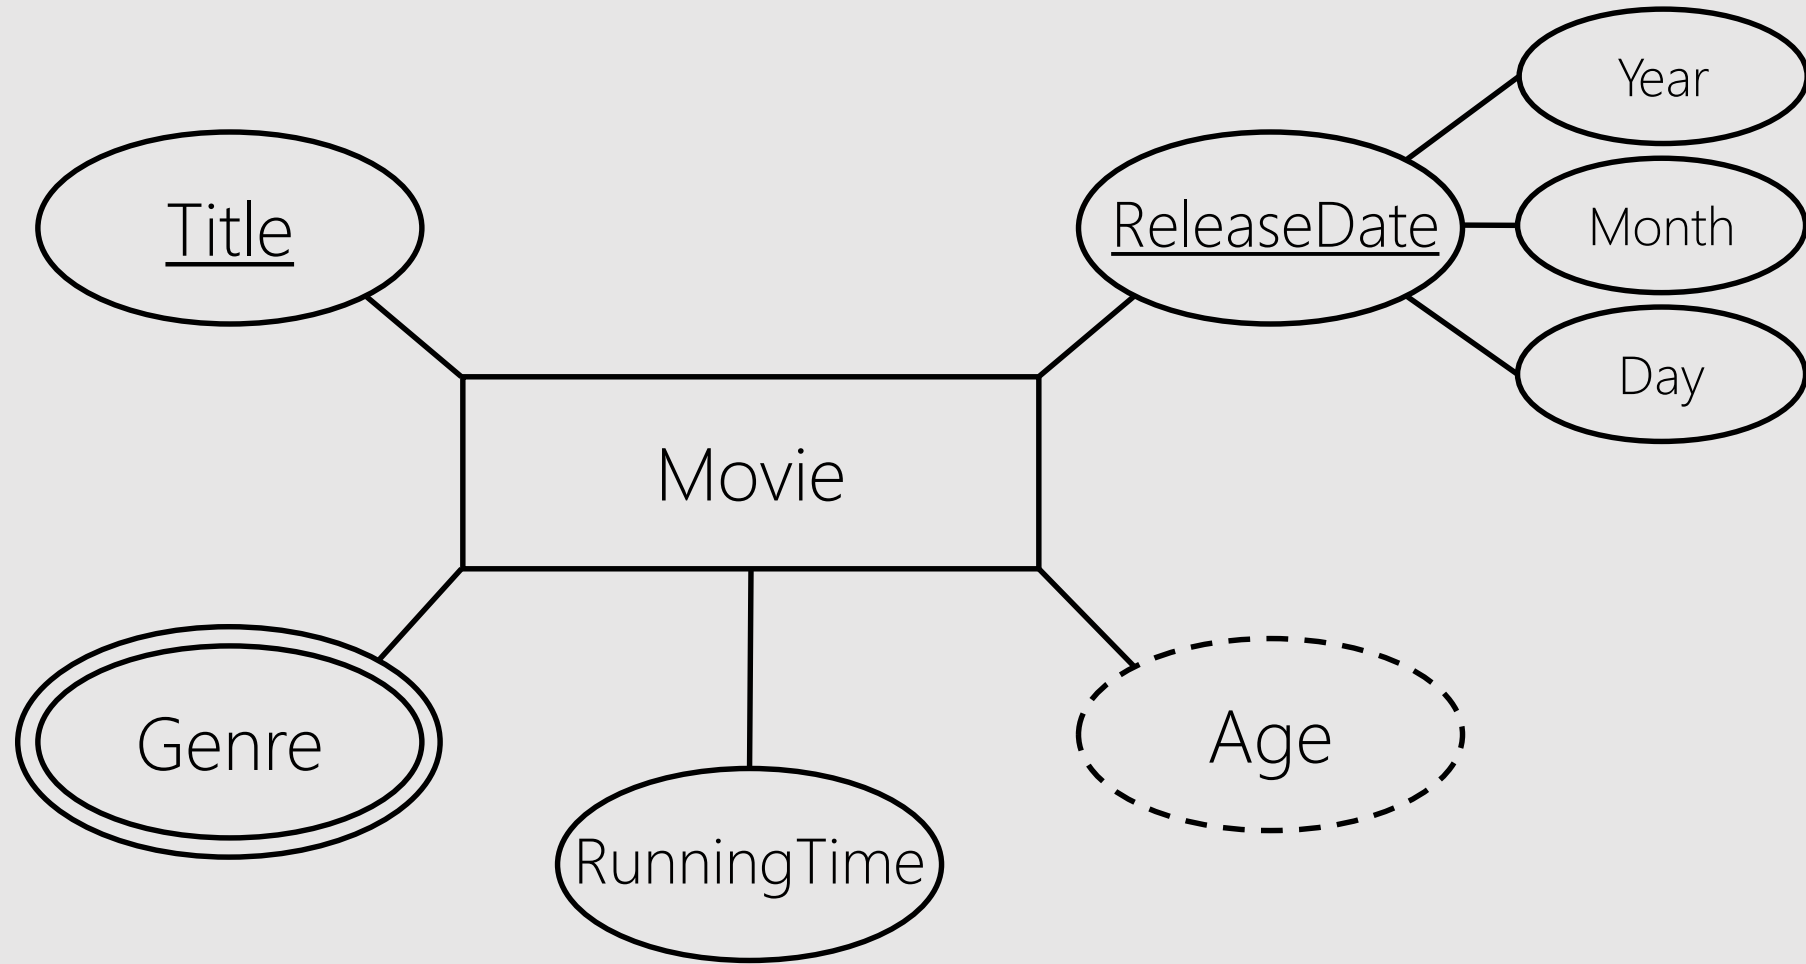 Year
Title
ReleaseDate
Month
Day
Movie
Genre
Age
RunningTime